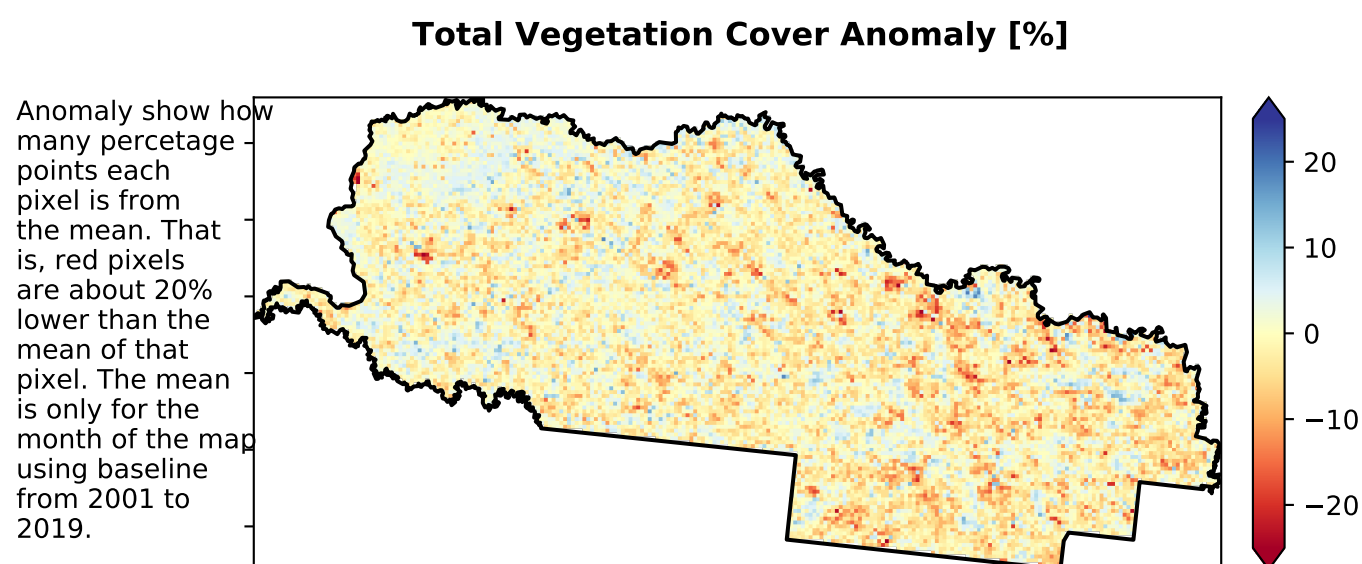 Total Vegetation Cover Anomaly [%]
Anomaly show how
many percetage
points each
pixel is from
the mean. That
is, red pixels
are about 20%
lower than the
mean of that
pixel. The mean
is only for the
month of the map
using baseline
from 2001 to
2019.
20
10
0
−10
−20